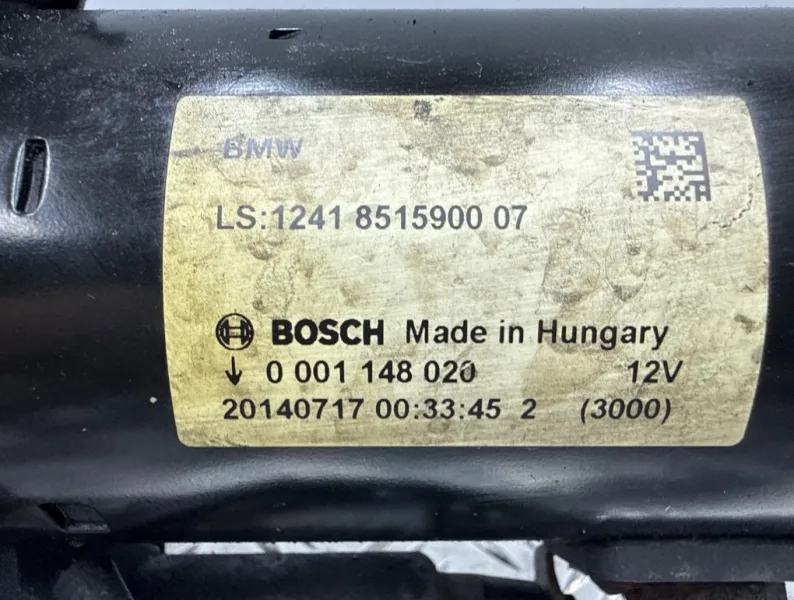 BMW
LS:1241 8515900 07
BOSCH Made in Hungary
↓ 0 001 148 020 12V
20140717 00:33:45 2 (3000)